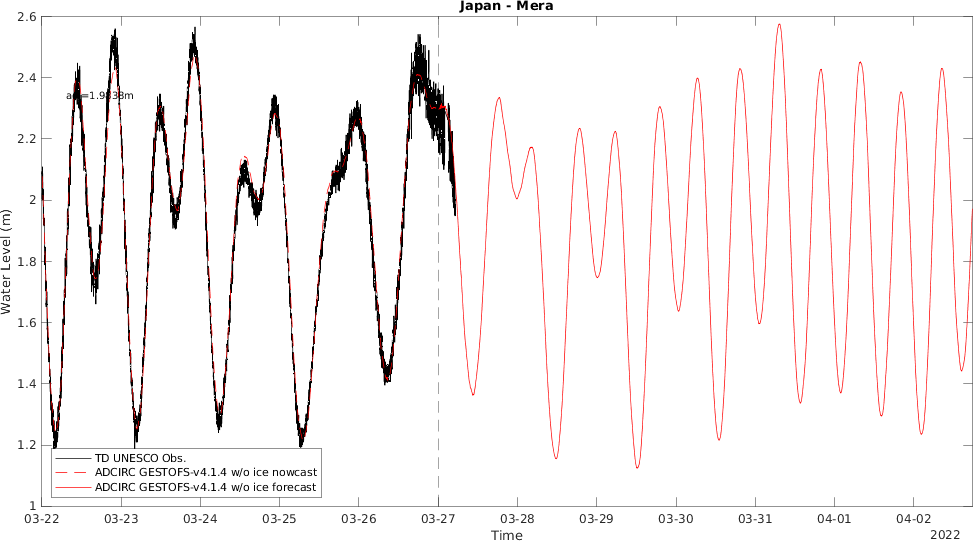 Japan - Mera
2.6
2.4
2.2
2
1.8
1.6
1.4
1.2
1
Water Level (m)
TD UNESCO Obs.
ADCIRC GESTOFS-v4.1.4 w/o ice nowcast
ADCIRC GESTOFS-v4.1.4 w/o ice forecast
03-22 03-23 03-24 03-25 03-26 03-27 03-28 03-29 03-30 03-31 04-01 04-02
Time
2022